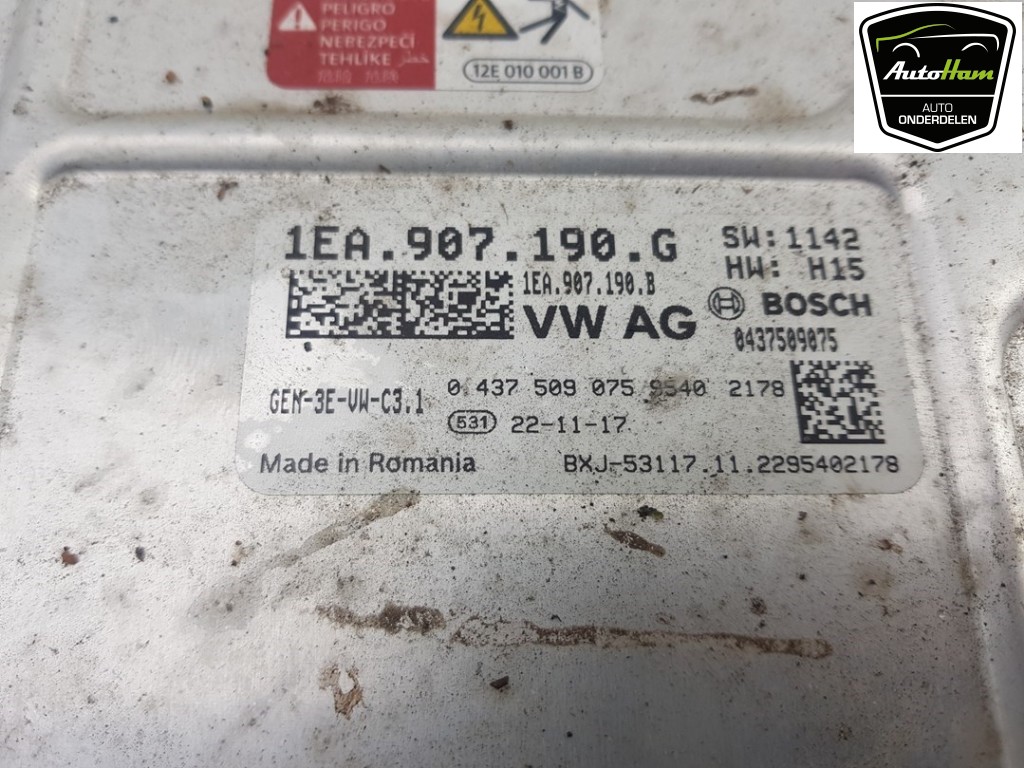 PELIGRO
PERIGO
NEBEZPEČÍ
TEHLIKE خطر
12E 010 001 B
AutoHam
AUTO
ONDERDELEN
1EA.907.190.G
SW: 1142
HW: H15
1EA.907.190.B
VW AG
BOSCH
0437509075
GEN-3E-VW-C3.1
0 437 509 075 9540 2178
531 22-11-17
Made in Romania
BXJ-53117.11.2295402178